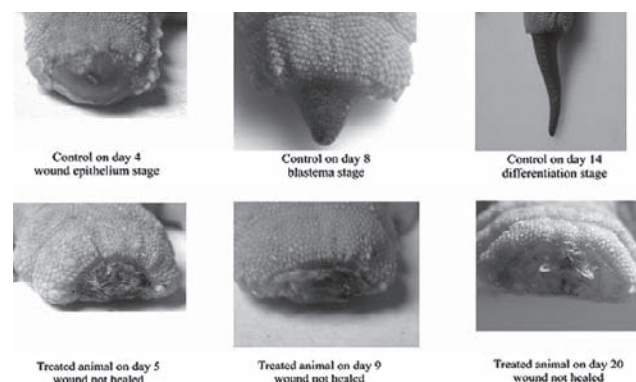 Control on day 4
wound epithelium stage
Control on day 8
blastema stage
Control on day 14
differentiation stage
Treated animal on day 5
wound not healed
Treated animal on day 9
wound not healed
Treated animal on day 20
wound not healed